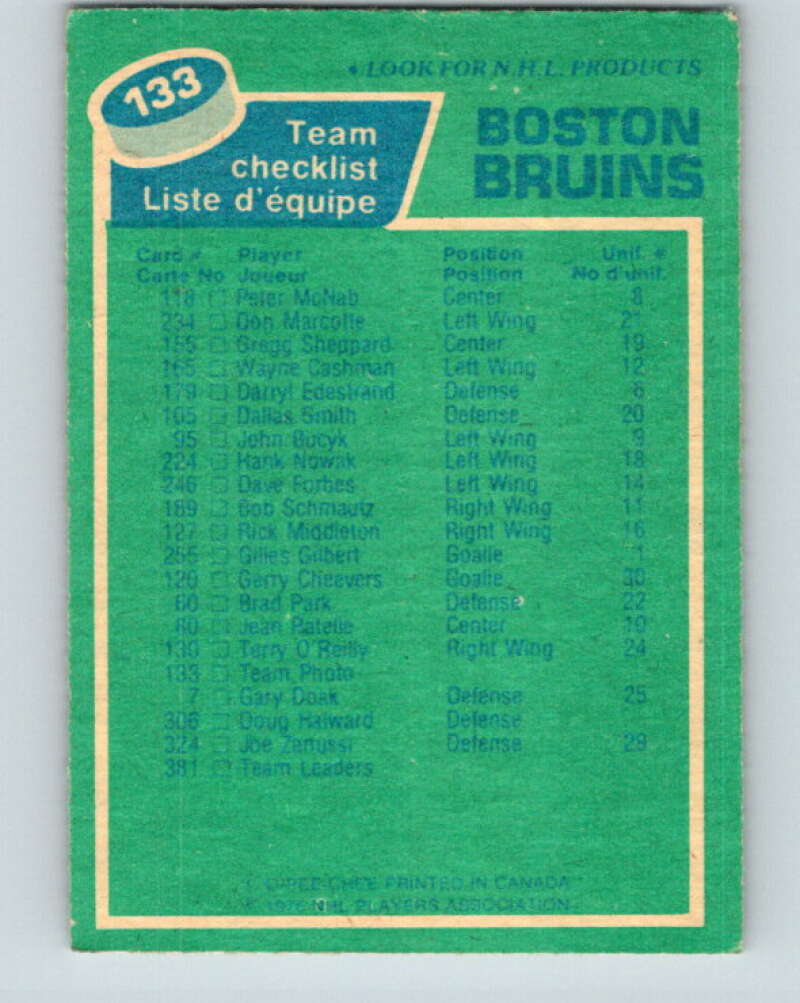 133
LOOK FOR N.H.L. PRODUCTS
Team
checklist
Liste d'équipe
BOSTON
BRUINS
Card # Player Position Unif. #
Carte No Joueur Position No d'unif.
118 Peter McNab Center 8
234 Don Marcotte Left Wing 21
155 Gregg Sheppard Center 19
165 Wayne Cashman Left Wing 12
179 Darryl Edestrand Defense 6
105 Dallas Smith Defense 20
95 John Bucyk Left Wing 9
224 Hank Nowak Left Wing 18
246 Dave Forbes Left Wing 14
189 Bob Schmautz Right Wing 11
127 Rick Middleton Right Wing 16
255 Gilles Gilbert Goalie 1
120 Gerry Cheevers Goalie 30
60 Brad Park Defense 22
80 Jean Ratelle Center 10
130 Terry O'Reilly Right Wing 24
133 Team Photo
7 Gary Doak Defense 25
306 Doug Halward Defense
324 Joe Zanussi Defense 29
381 Team Leaders
O-PEE-CHEE PRINTED IN CANADA
© 1976 NHL PLAYERS ASSOCIATION